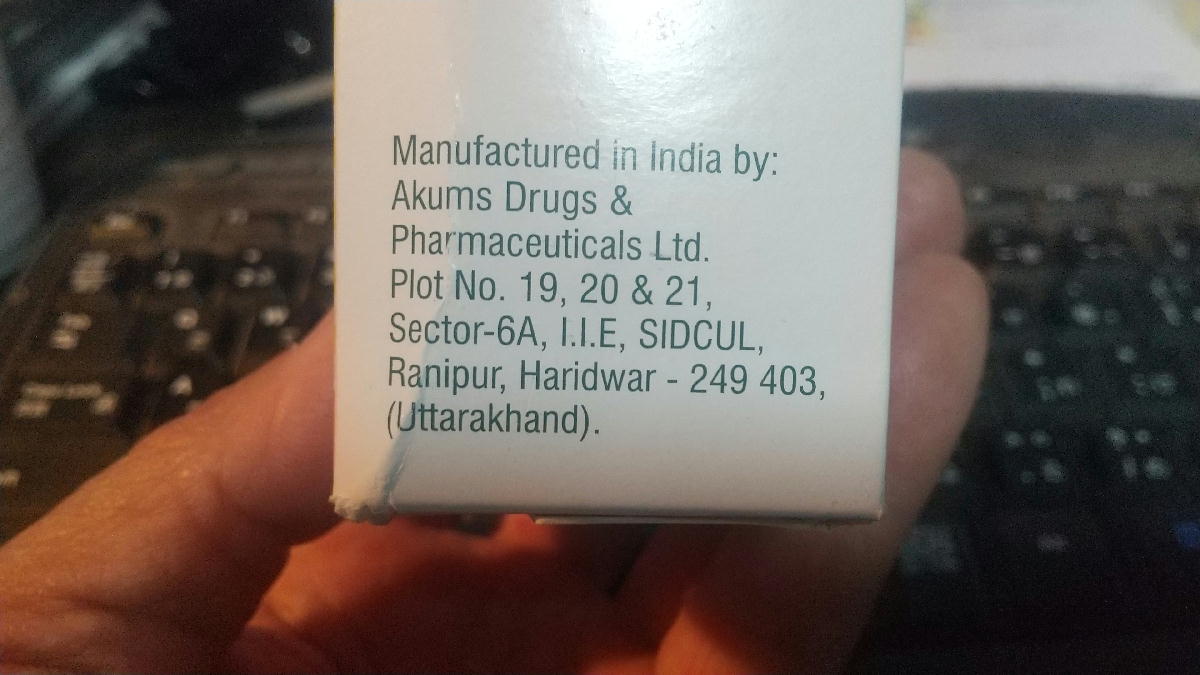 Manufactured in India by:
Akums Drugs &
Pharmaceuticals Ltd.
Plot No. 19, 20 & 21,
Sector-6A, I.I.E, SIDCUL,
Ranipur, Haridwar - 249 403,
(Uttarakhand).